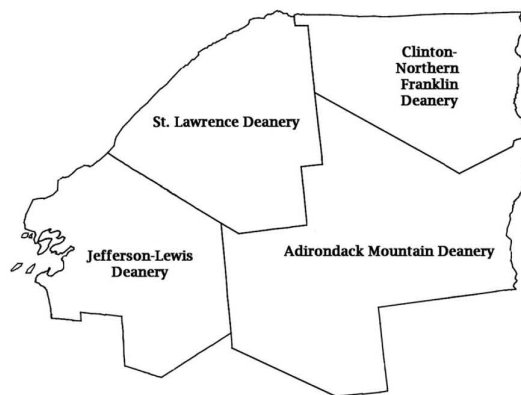 Clinton-
Northern
Franklin
Deanery
St. Lawrence Deanery
Jefferson-Lewis
Deanery
Adirondack Mountain Deanery